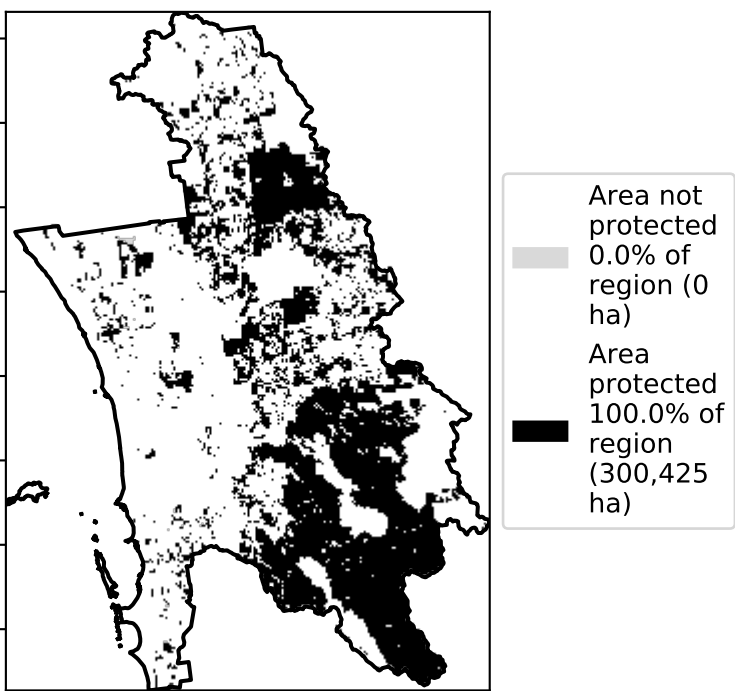 Area not
protected
0.0% of
region (0
ha)
Area
protected
100.0% of
region
(300,425
ha)